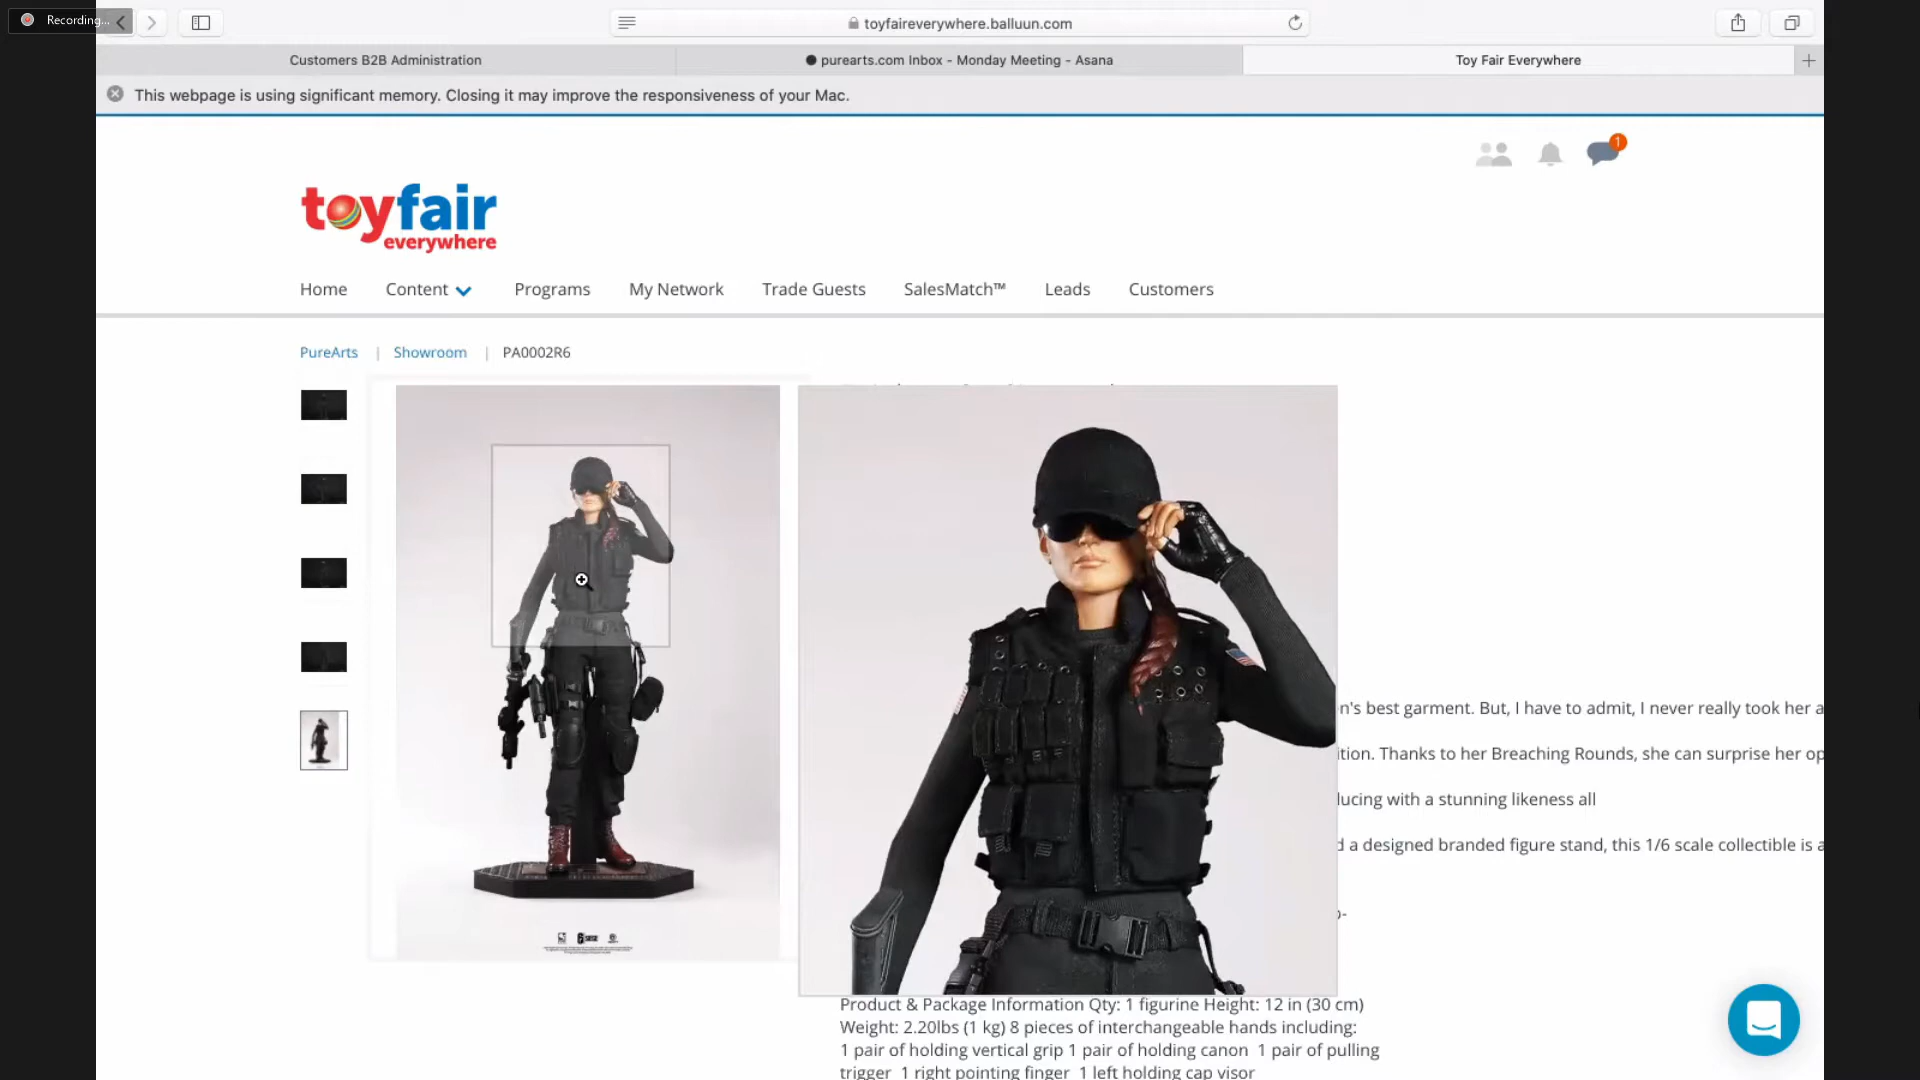 Recording...
toyfaireverywhere.balluun.com
Customers B2B Administration
purearts.com Inbox - Monday Meeting - Asana
Toy Fair Everywhere
This webpage is using significant memory. Closing it may improve the responsiveness of your Mac.
1
toyfair
everywhere
Home
Content
Programs
My Network
Trade Guests
SalesMatch™
Leads
Customers
PureArts | Showroom | PA0002R6
n's best garment. But, I have to admit, I never really took her a
ition. Thanks to her Breaching Rounds, she can surprise her op
lucing with a stunning likeness all
d a designed branded figure stand, this 1/6 scale collectible is a
Product & Package Information Qty: 1 figurine Height: 12 in (30 cm)
Weight: 2.20lbs (1 kg) 8 pieces of interchangeable hands including:
1 pair of holding vertical grip 1 pair of holding canon 1 pair of pulling
trigger 1 right pointing finger 1 left holding cap visor